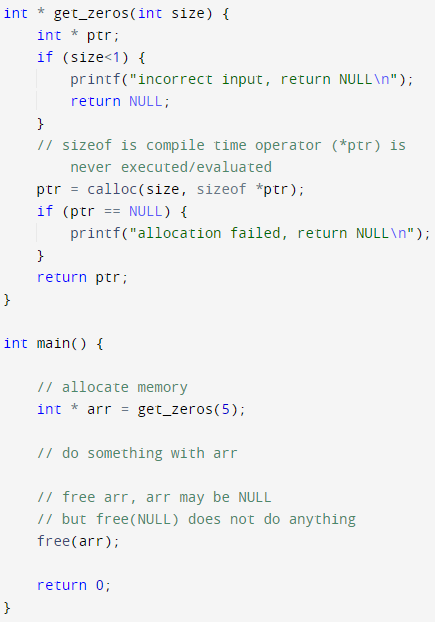 int * get_zeros(int size) {
    int * ptr;
    if (size<1) {
        printf("incorrect input, return NULL\n");
        return NULL;
    }
    // sizeof is compile time operator (*ptr) is
        never executed/evaluated
    ptr = calloc(size, sizeof *ptr);
    if (ptr == NULL) {
        printf("allocation failed, return NULL\n");
    }
    return ptr;
}

int main() {

    // allocate memory
    int * arr = get_zeros(5);

    // do something with arr

    // free arr, arr may be NULL
    // but free(NULL) does not do anything
    free(arr);

    return 0;
}